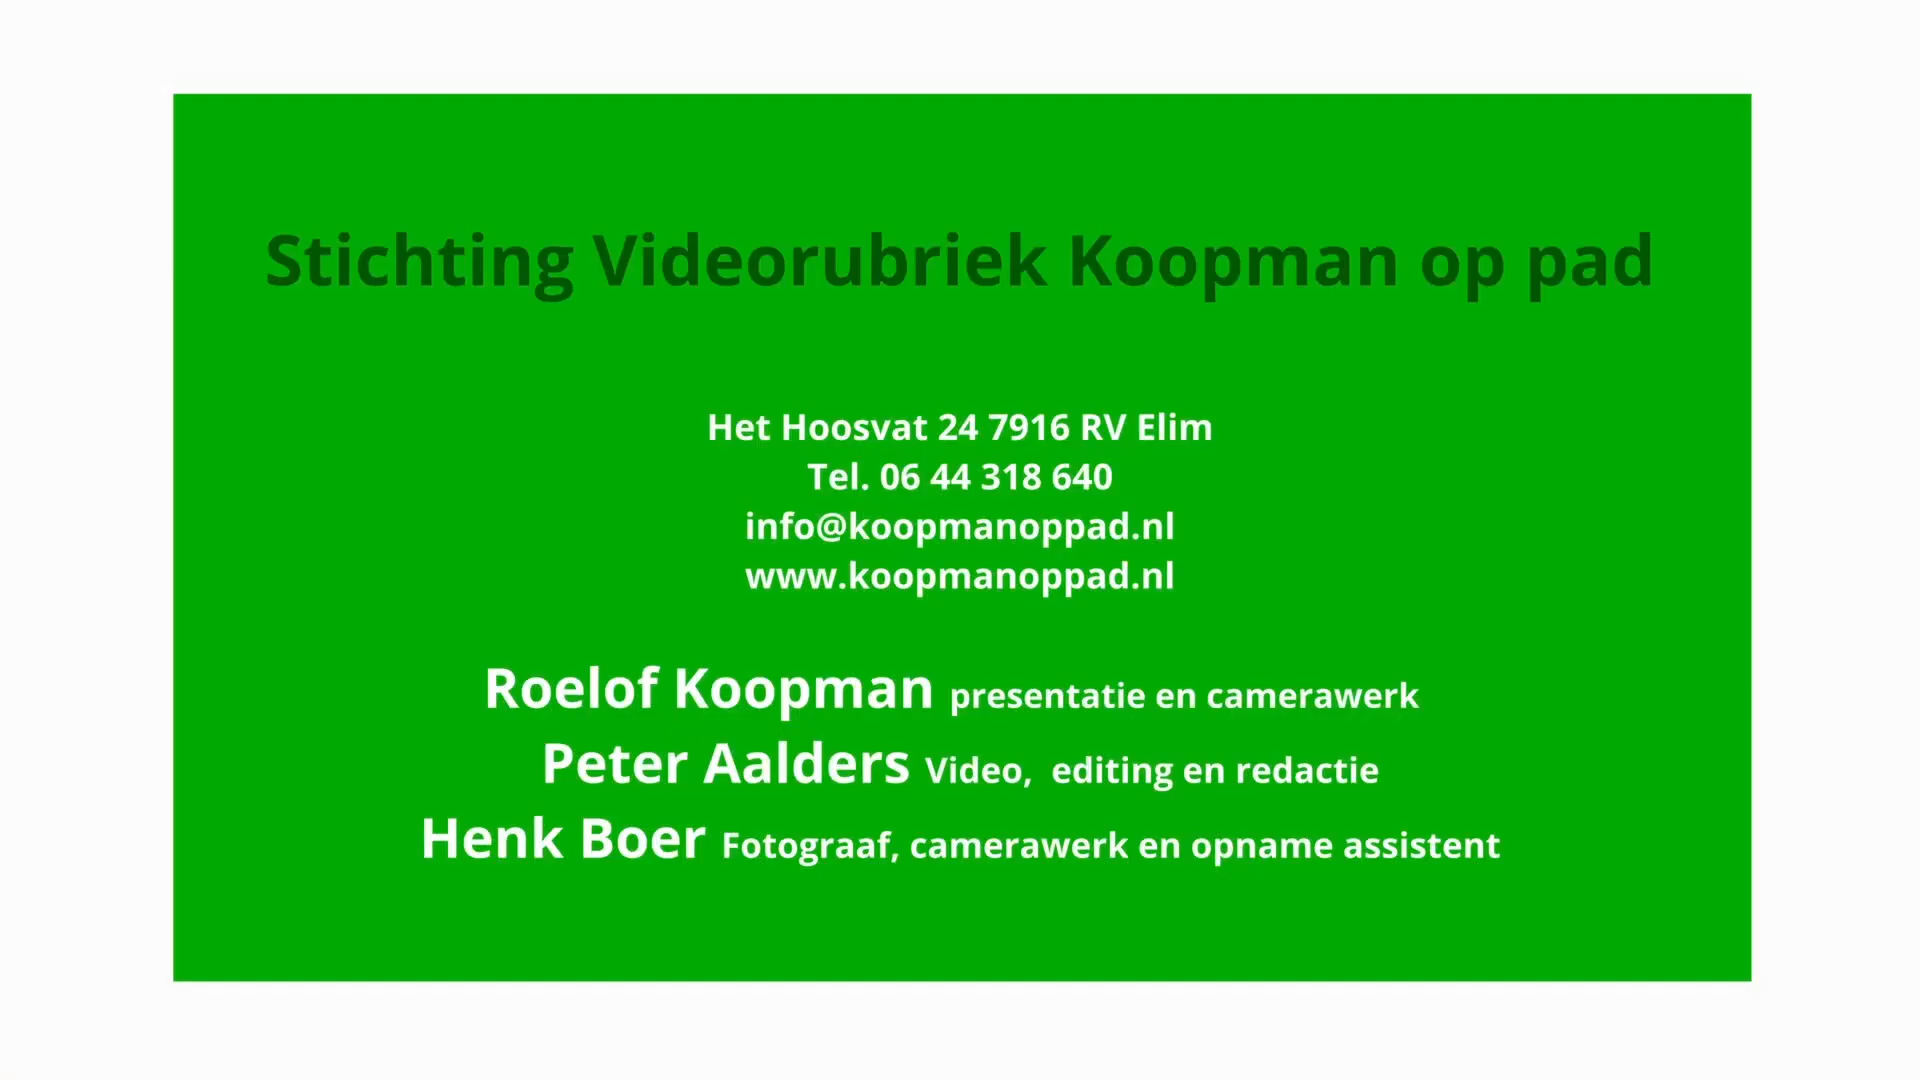 Stichting Videorubriek Koopman op pad
Het Hoosvat 24 7916 RV Elim
Tel. 06 44 318 640
info@koopmanoppad.nl
www.koopmanoppad.nl
Roelof Koopman presentatie en camerawerk
Peter Aalders Video, editing en redactie
Henk Boer Fotograaf, camerawerk en opname assistent